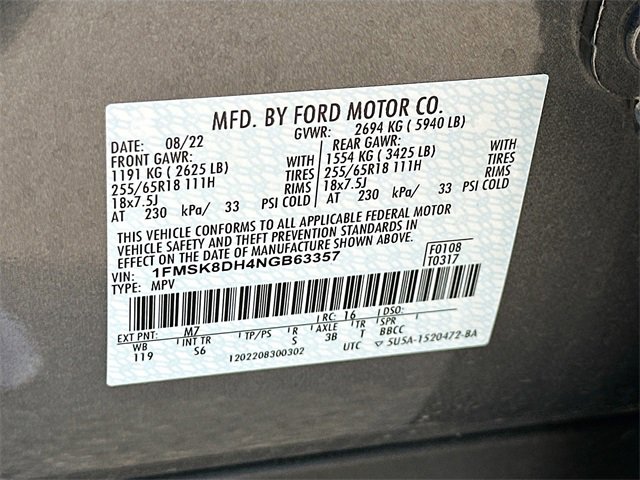 MFD. BY FORD MOTOR CO.
DATE: 08/22 GVWR: 2694 KG ( 5940 LB)
FRONT GAWR: REAR GAWR:
1191 KG ( 2625 LB) WITH 1554 KG ( 3425 LB) WITH
255/65R18 111H TIRES 255/65R18 111H TIRES
18x7.5J RIMS 18x7.5J RIMS
AT 230 kPa/ 33 PSI COLD AT 230 kPa/ 33 PSI COLD
THIS VEHICLE CONFORMS TO ALL APPLICABLE FEDERAL MOTOR
VEHICLE SAFETY AND THEFT PREVENTION STANDARDS IN
EFFECT ON THE DATE OF MANUFACTURE SHOWN ABOVE.
VIN: 1FMSK8DH4NGB63357 F0108
TYPE: MPV T0317
EXT PNT: M7 RC: 16 DSO:
WB INT TR TP/PS R AXLE TR SPR
119 S6 S 3B T BBCC
1202208300302 UTC ▽ 5U5A-1520472-BA